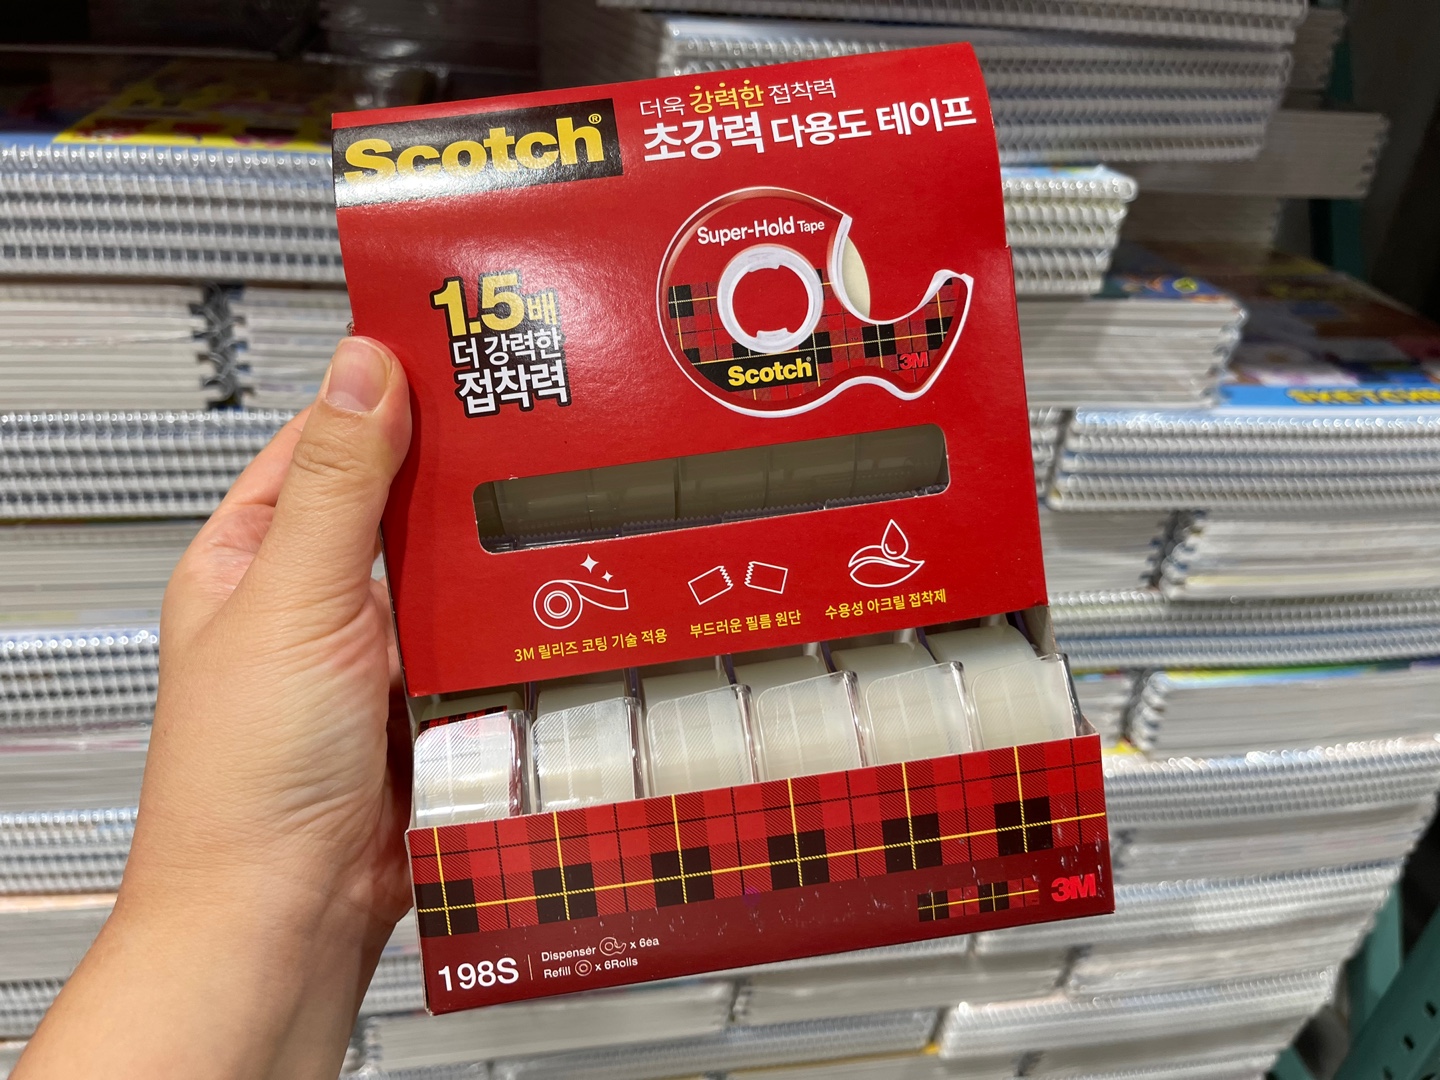 Scotch®
더욱 강력한 접착력
초강력 다용도 테이프
Super-Hold Tape
Scotch
3M
1.5배
더 강력한
접착력
3M 릴리즈 코팅 기술 적용
부드러운 필름 원단
수용성 아크릴 접착제
3M
198S
Dispenser x 6ea
Refill x 6Rolls